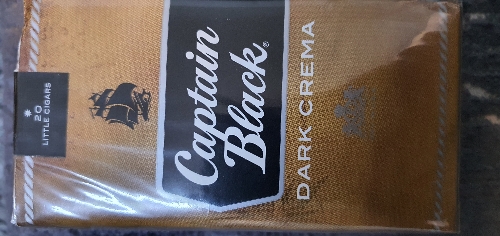 20
LITTLE CIGARS
Captain
Black®
DARK CREMA